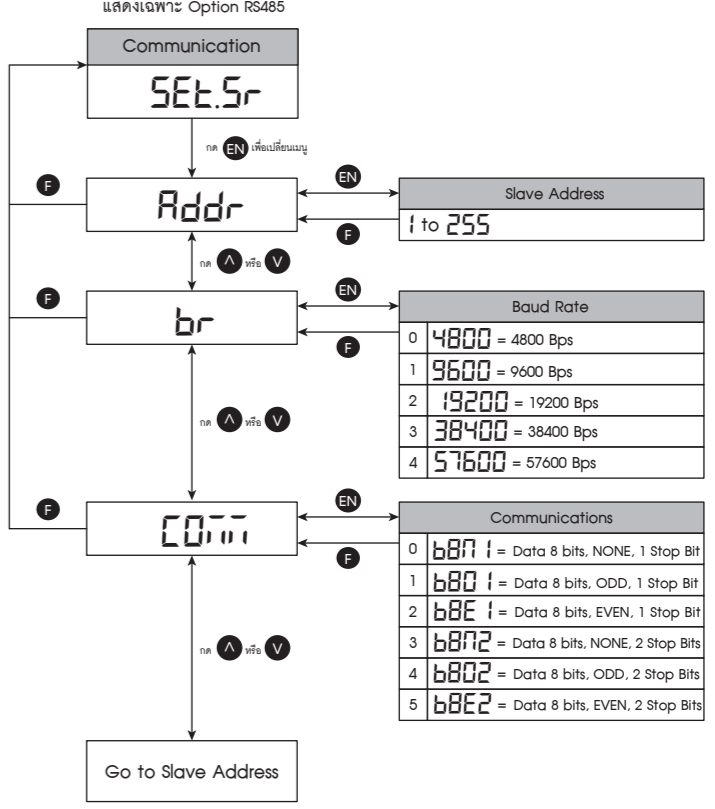 แสดงเฉพาะ Option RS485
Communication
SEt.Sr
กด EN เพื่อเปลี่ยนเมนู
F
Addr
EN
F
Slave Address
1 to 255
กด ^ หรือ V
F
br
EN
F
Baud Rate
0 4800 = 4800 Bps
1 9600 = 9600 Bps
2 19200 = 19200 Bps
3 38400 = 38400 Bps
4 57600 = 57600 Bps
กด ^ หรือ V
F
COmm
EN
F
Communications
0 b8n1 = Data 8 bits, NONE, 1 Stop Bit
1 b8O1 = Data 8 bits, ODD, 1 Stop Bit
2 b8E1 = Data 8 bits, EVEN, 1 Stop Bit
3 b8n2 = Data 8 bits, NONE, 2 Stop Bits
4 b8O2 = Data 8 bits, ODD, 2 Stop Bits
5 b8E2 = Data 8 bits, EVEN, 2 Stop Bits
กด ^ หรือ V
Go to Slave Address